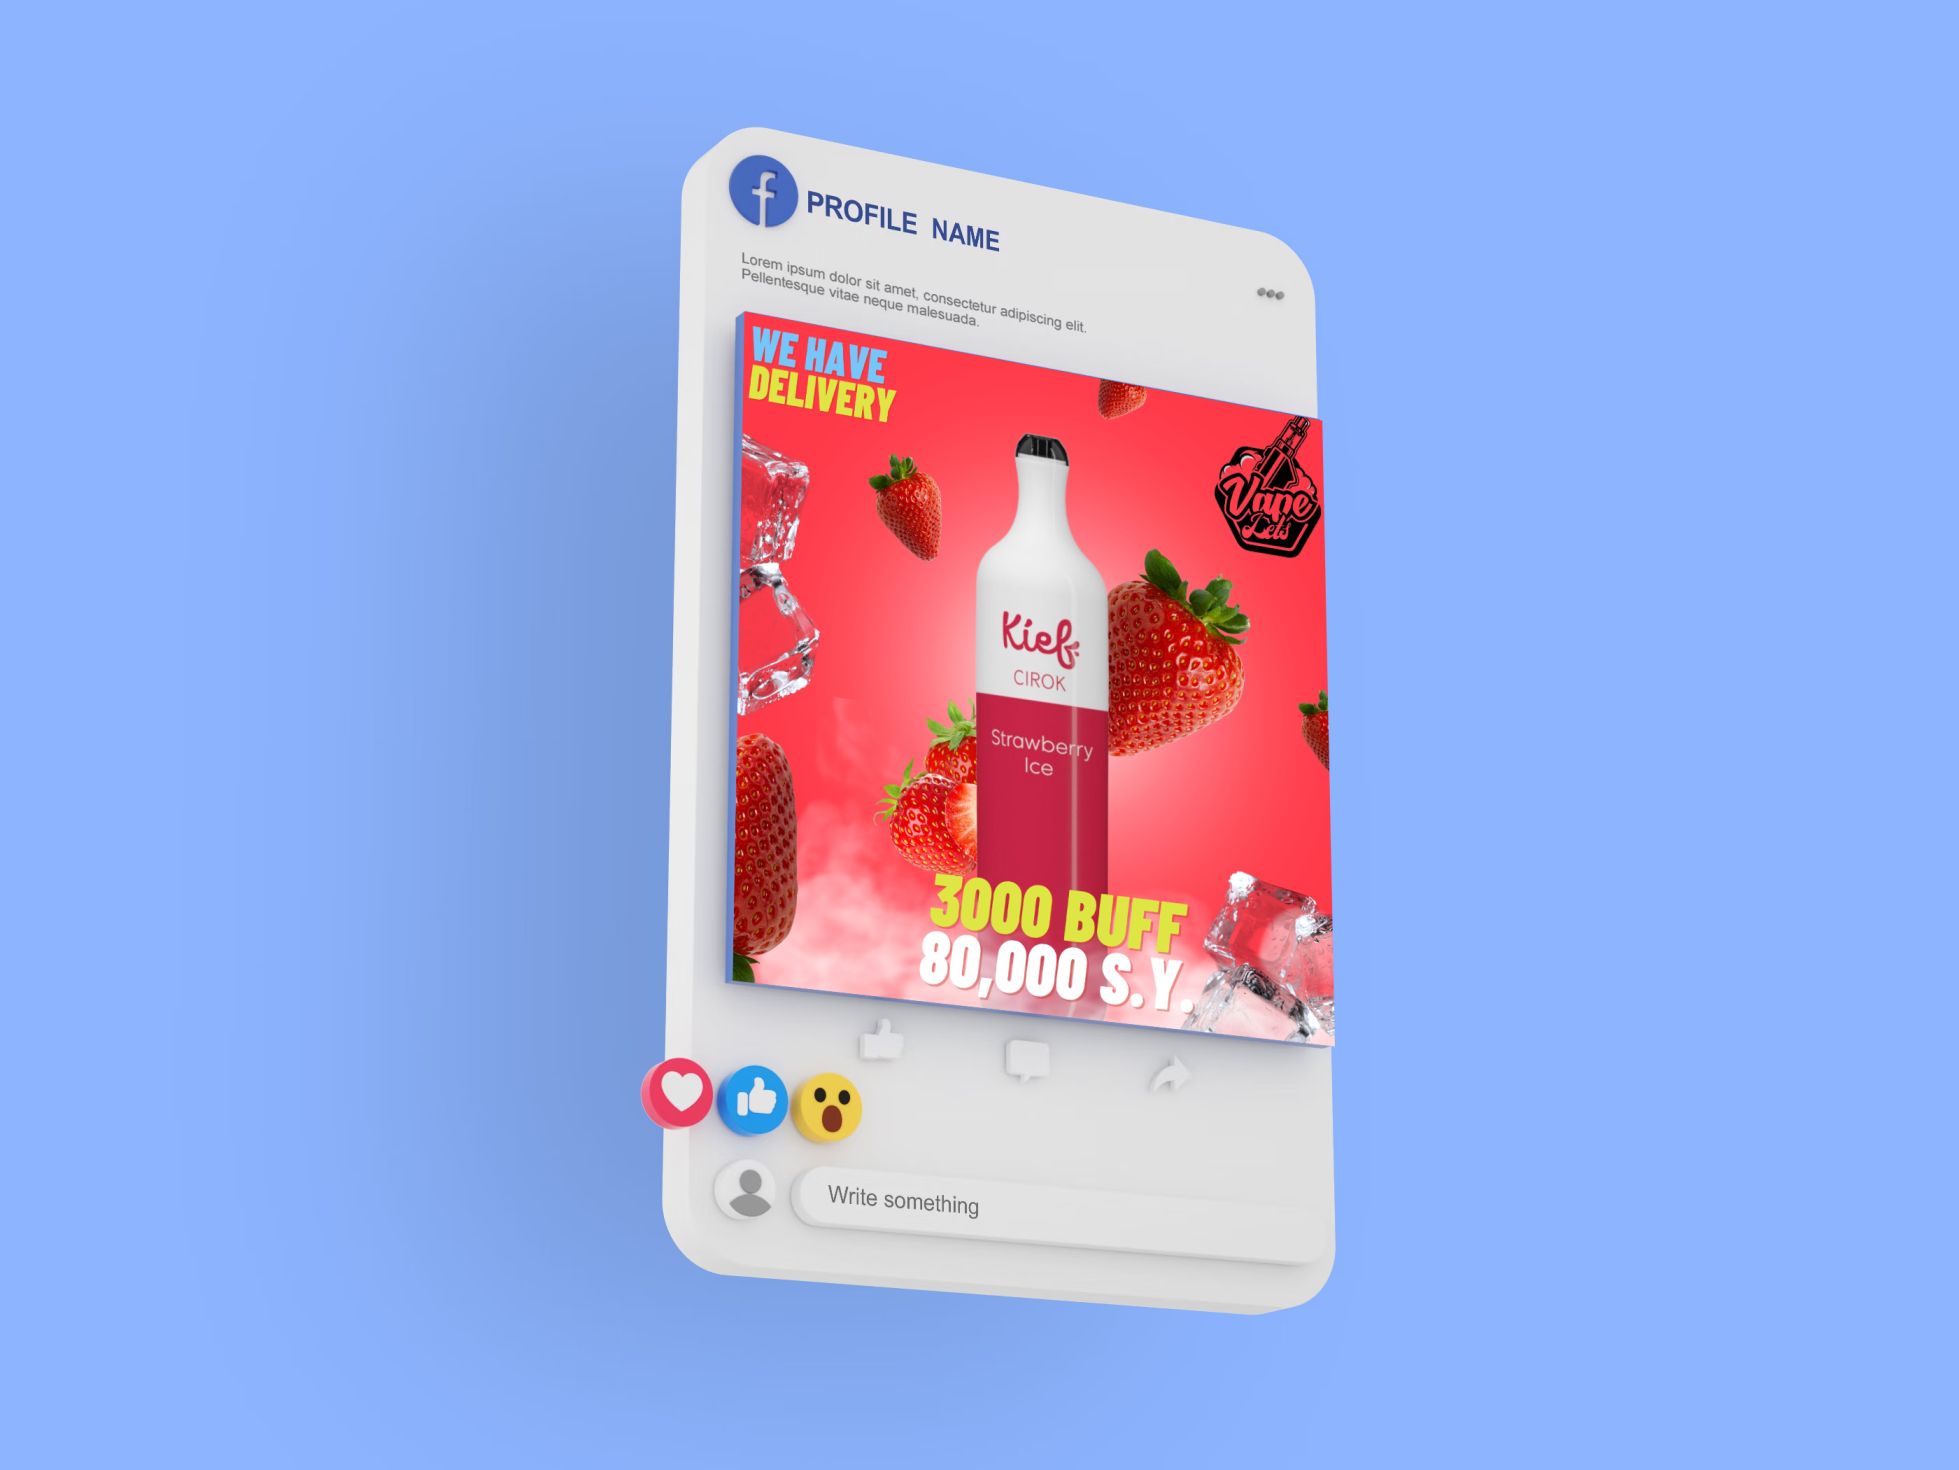 PROFILE NAME
Lorem ipsum dolor sit amet, consectetur adipiscing elit.
Pellentesque vitae neque malesuada.
WE HAVE
DELIVERY
Vape
Lets
Kief
CIROK
Strawberry
Ice
3000 BUFF
80,000 S.Y.
Write something